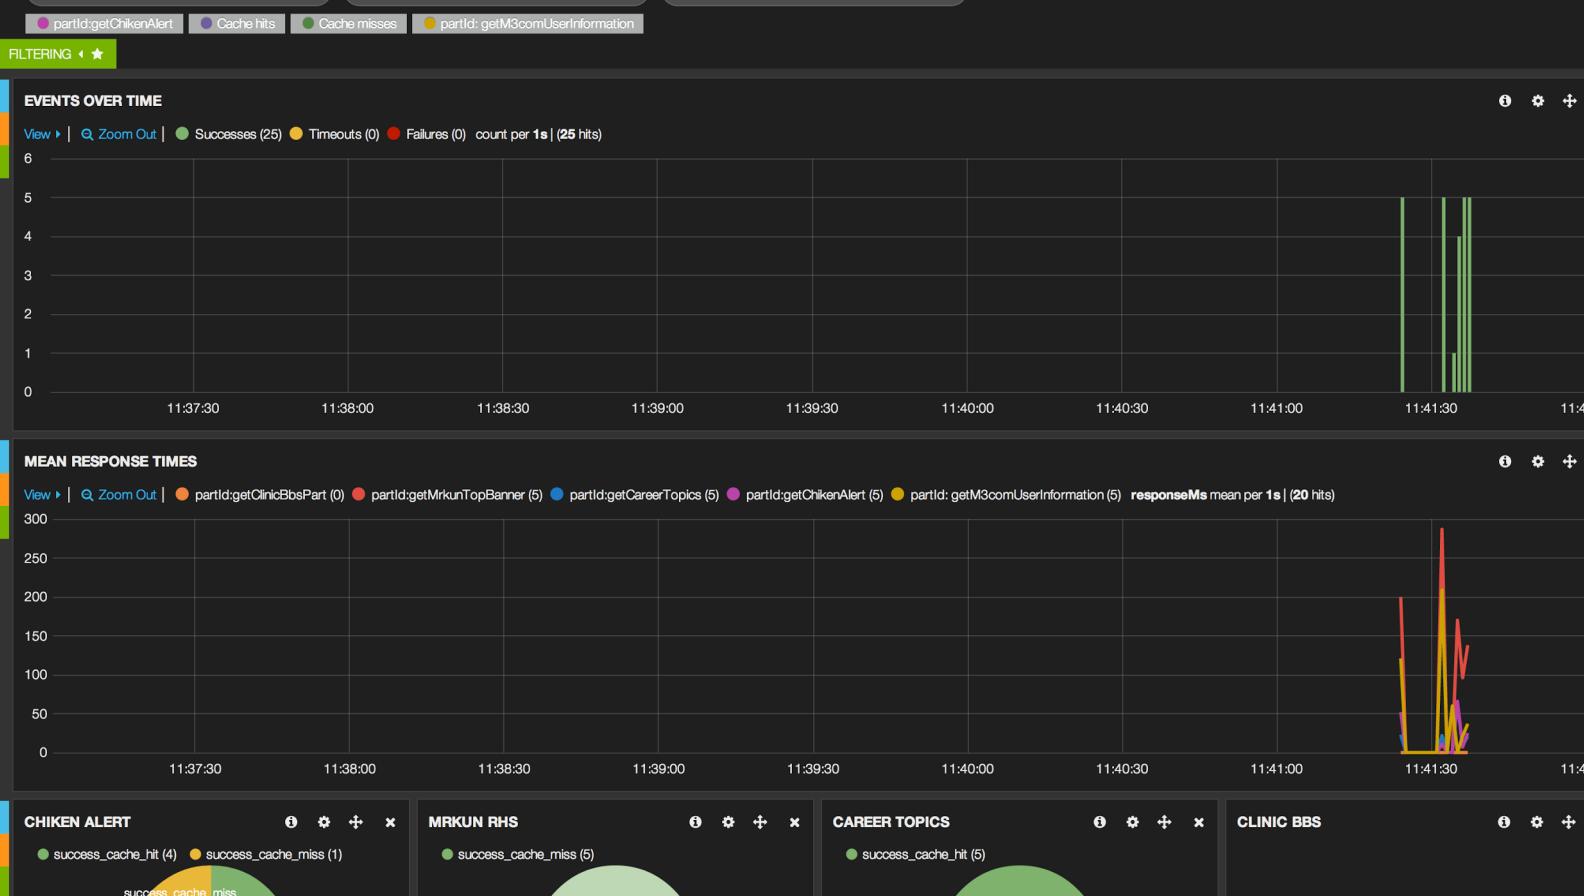 partId:getChikenAlert Cache hits Cache misses partId: getM3comUserInformation
FILTERING
EVENTS OVER TIME
View Zoom Out Successes (25) Timeouts (0) Failures (0) count per 1s | (25 hits)
6
5
4
3
2
1
0
11:37:30 11:38:00 11:38:30 11:39:00 11:39:30 11:40:00 11:40:30 11:41:00 11:41:30 11:4
MEAN RESPONSE TIMES
View Zoom Out partId:getClinicBbsPart (0) partId:getMrkunTopBanner (5) partId:getCareerTopics (5) partId:getChikenAlert (5) partId: getM3comUserInformation (5) responseMs mean per 1s | (20 hits)
300
250
200
150
100
50
0
11:37:30 11:38:00 11:38:30 11:39:00 11:39:30 11:40:00 11:40:30 11:41:00 11:41:30 11:4
CHIKEN ALERT MRKUN RHS CAREER TOPICS CLINIC BBS
success_cache_hit (4) success_cache_miss (1) success_cache_miss (5) success_cache_hit (5)
success_cache_miss